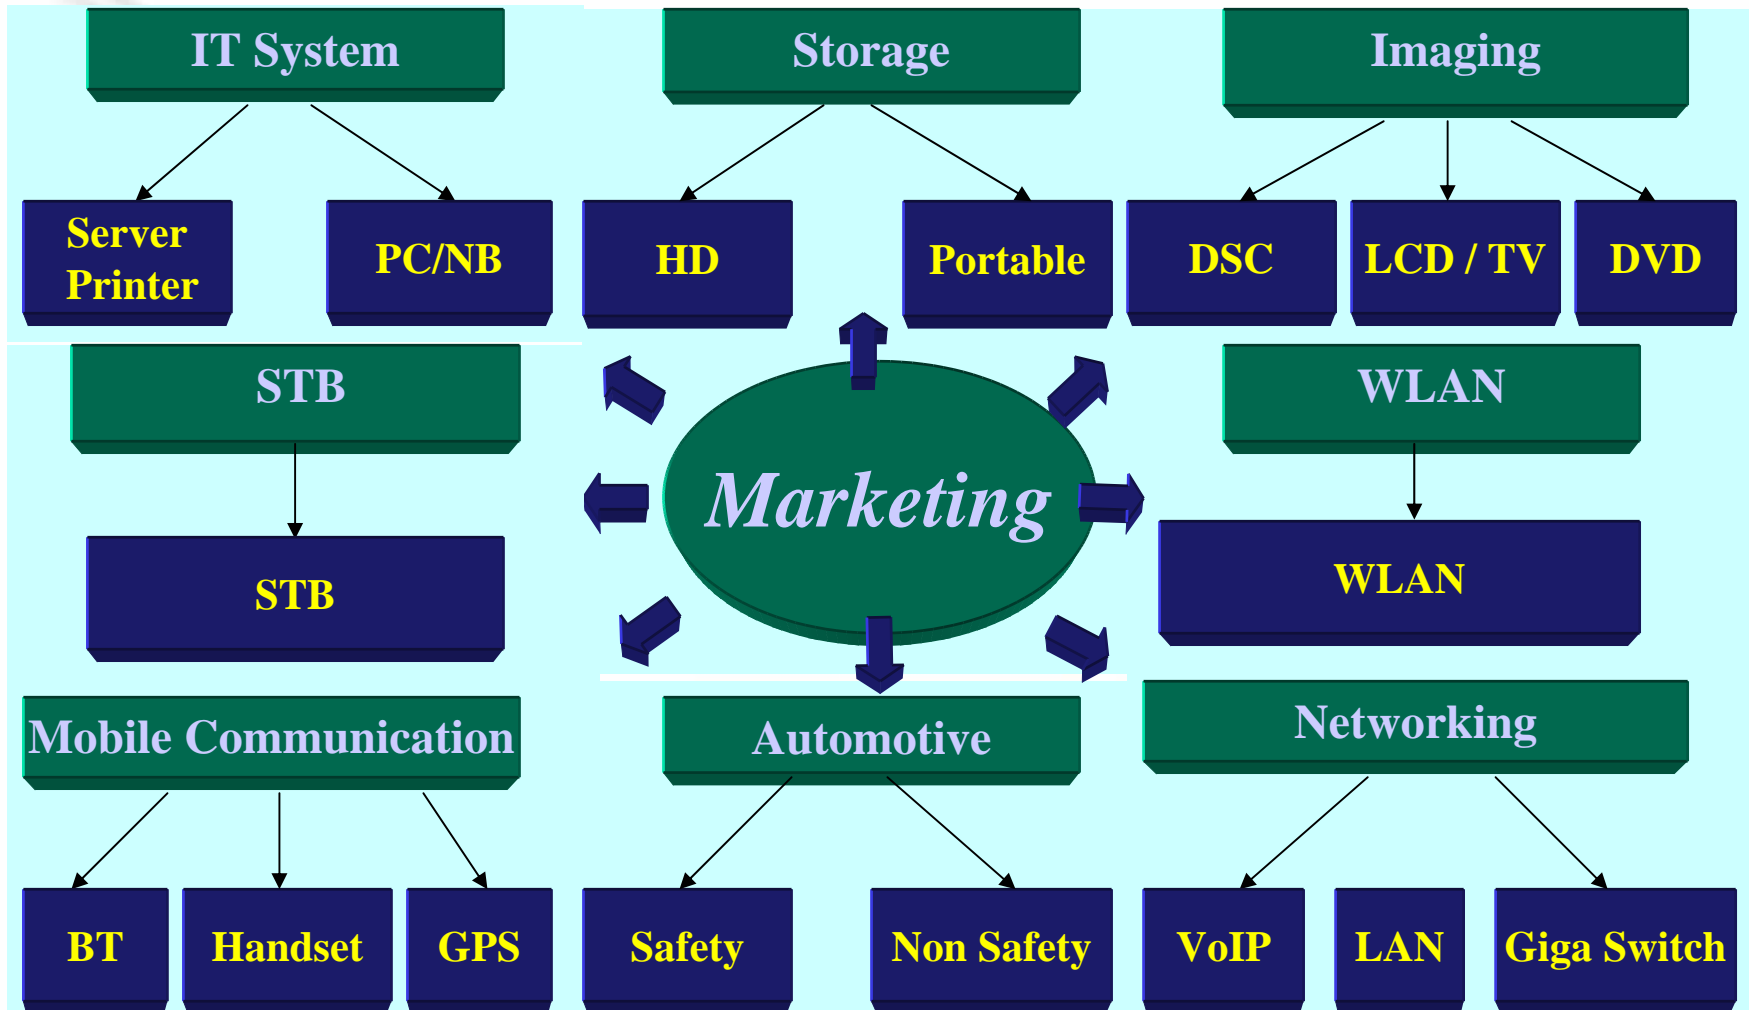 IT System
Server
Printer
PC/NB
Storage
HD
Portable
Imaging
DSC
LCD / TV
DVD
STB
STB
Marketing
WLAN
WLAN
Mobile Communication
BT
Handset
GPS
Automotive
Safety
Non Safety
Networking
VoIP
LAN
Giga Switch